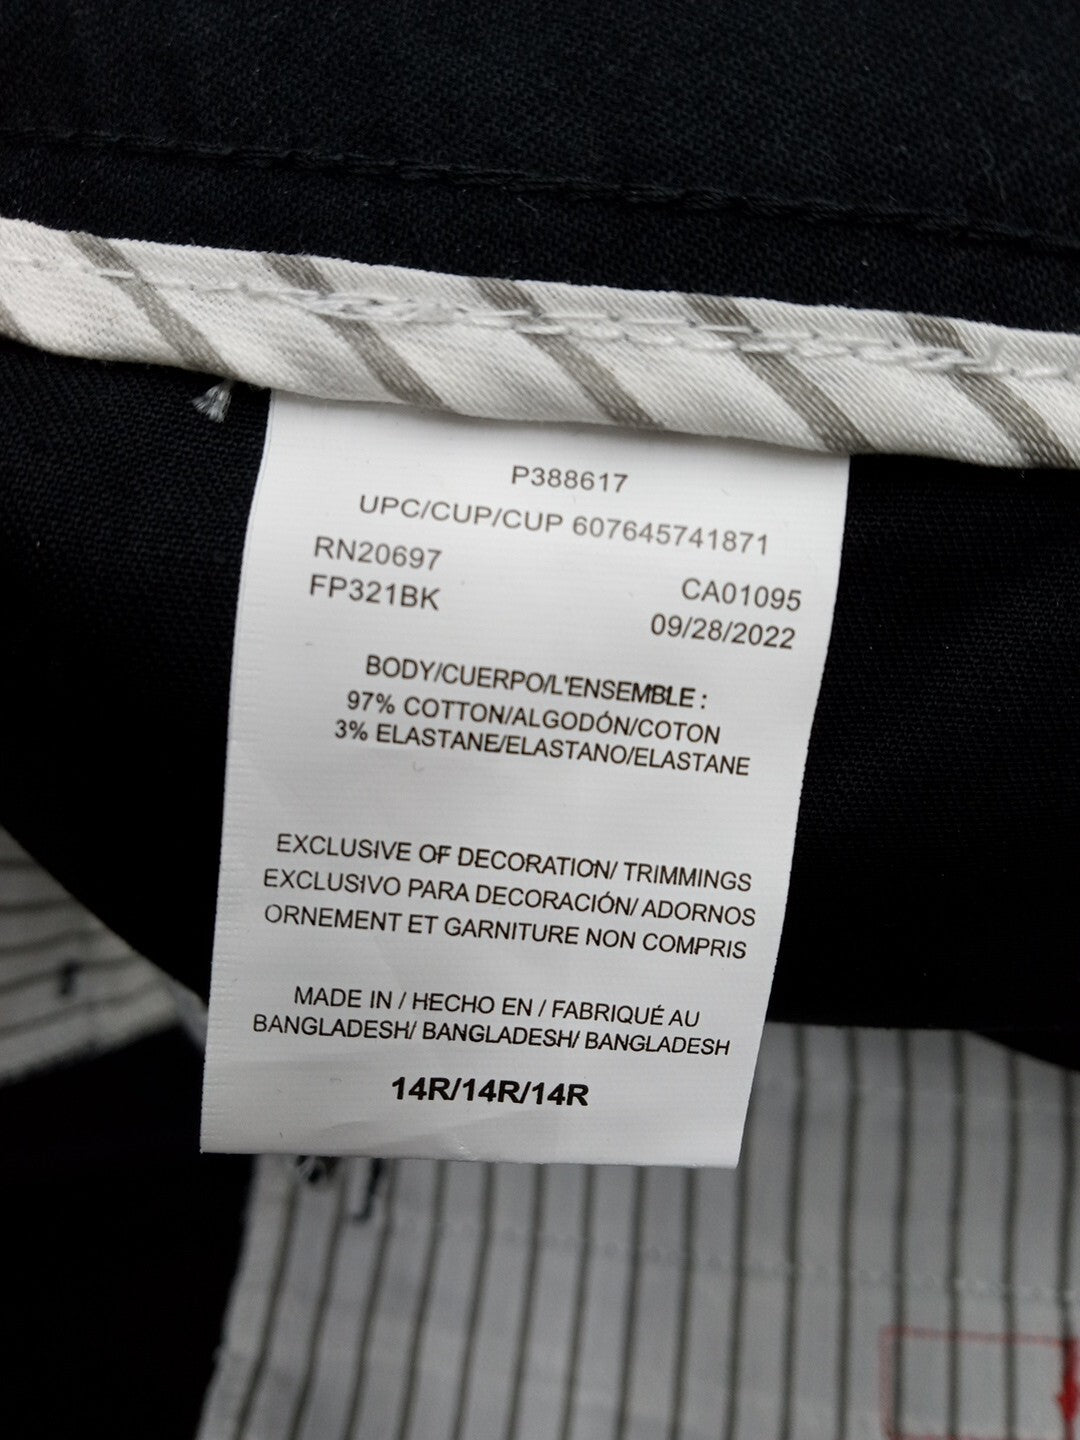 P388617
UPC/CUP/CUP 607645741871
RN20697
FP321BK
CA01095
09/28/2022
BODY/CUERPO/L'ENSEMBLE :
97% COTTON/ALGODÓN/COTON
3% ELASTANE/ELASTANO/ELASTANE
EXCLUSIVE OF DECORATION/ TRIMMINGS
EXCLUSIVO PARA DECORACIÓN/ ADORNOS
ORNEMENT ET GARNITURE NON COMPRIS
MADE IN / HECHO EN / FABRIQUÉ AU
BANGLADESH/ BANGLADESH/ BANGLADESH
14R/14R/14R